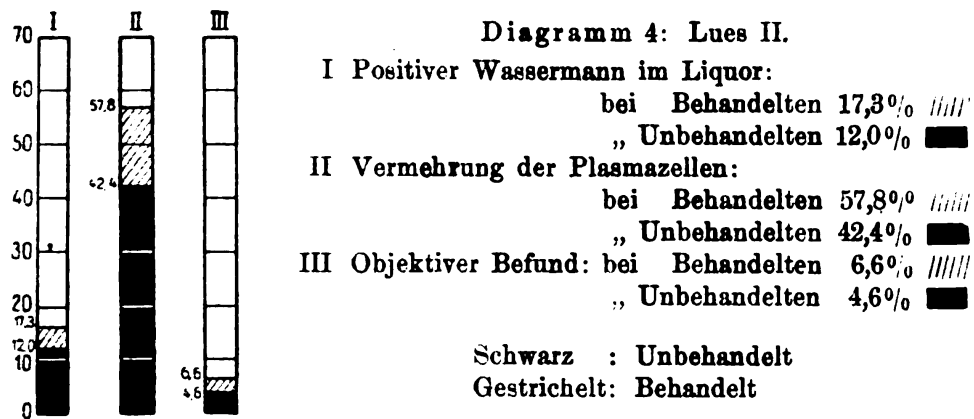 I II III
70
60
57,8
50
42,4
40
30
20
17,3
12,0
10
6,6
4,6
0
Diagramm 4: Lues II.
I Positiver Wassermann im Liquor:
bei Behandelten 17,3%
„ Unbehandelten 12,0%
II Vermehrung der Plasmazellen:
bei Behandelten 57,8%
„ Unbehandelten 42,4%
III Objektiver Befund: bei Behandelten 6,6%
„ Unbehandelten 4,6%
Schwarz : Unbehandelt
Gestrichelt: Behandelt